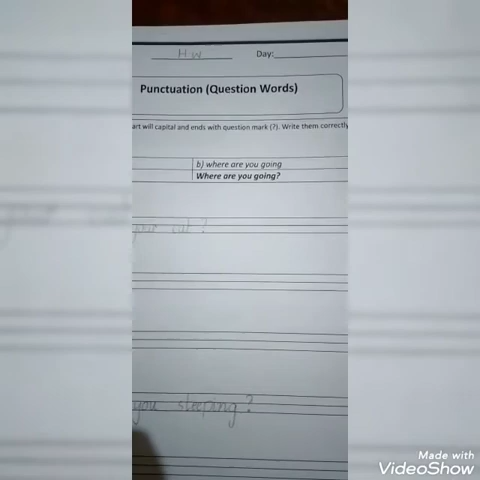 H.W Day:
Punctuation (Question Words)
art will capital and ends with question mark (?). Write them correctly
b) where are you going
Where are you going?
your cat ?
you sleeping ?
Made with
VideoShow